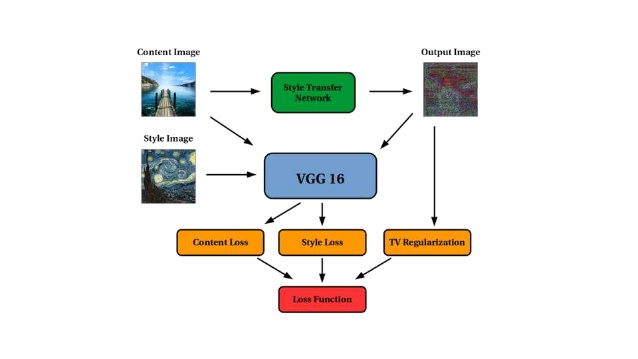 Content Image
Output Image
Style Transfer
Network
Style Image
VGG 16
Content Loss
Style Loss
TV Regularization
Loss Function